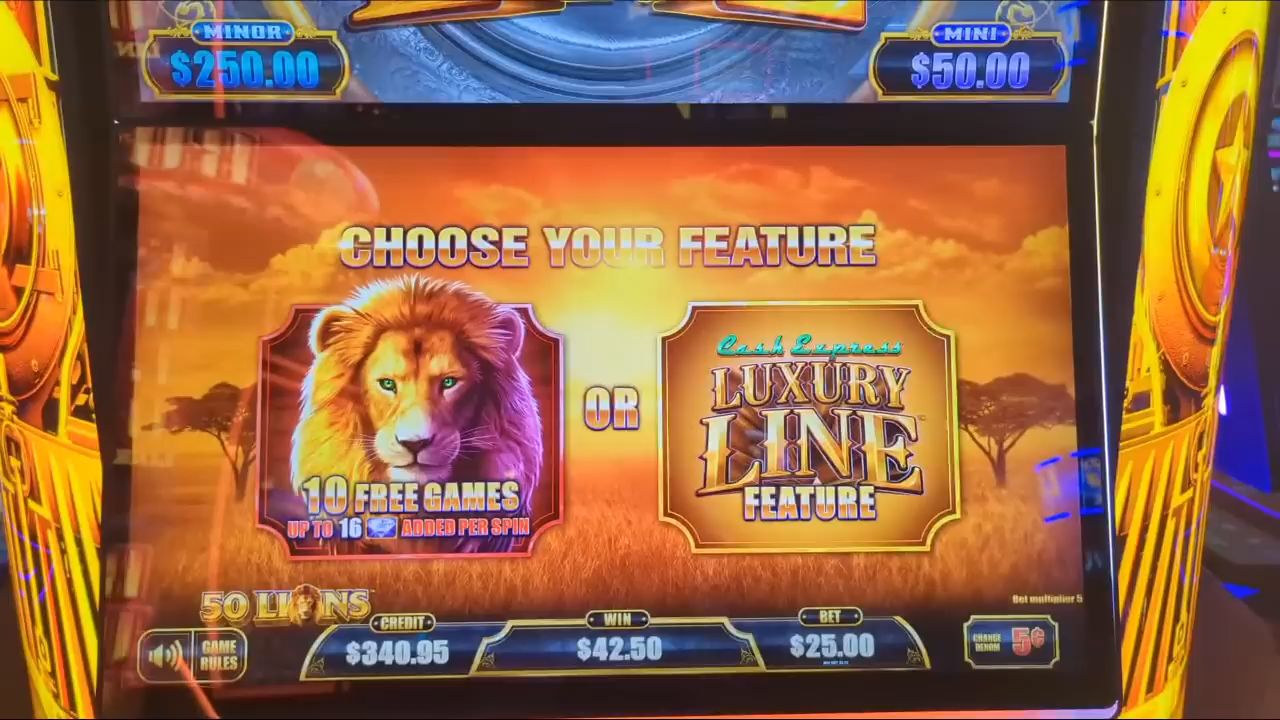 MINOR
$250.00
MINI
$50.00
CHOOSE YOUR FEATURE
10 FREE GAMES
UP TO 16 ADDED PER SPIN
OR
Cash Express
LUXURY
LINE
FEATURE
50 LIONS
Bet multiplier 5
GAME
RULES
CREDIT
$340.95
WIN
$42.50
BET
$25.00
CHANGE
DENOM
5¢